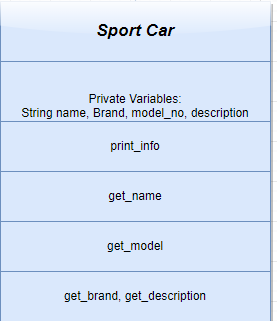 Sport Car
Private Variables:
String name, Brand, model_no, description
print_info
get_name
get_model
get_brand, get_description